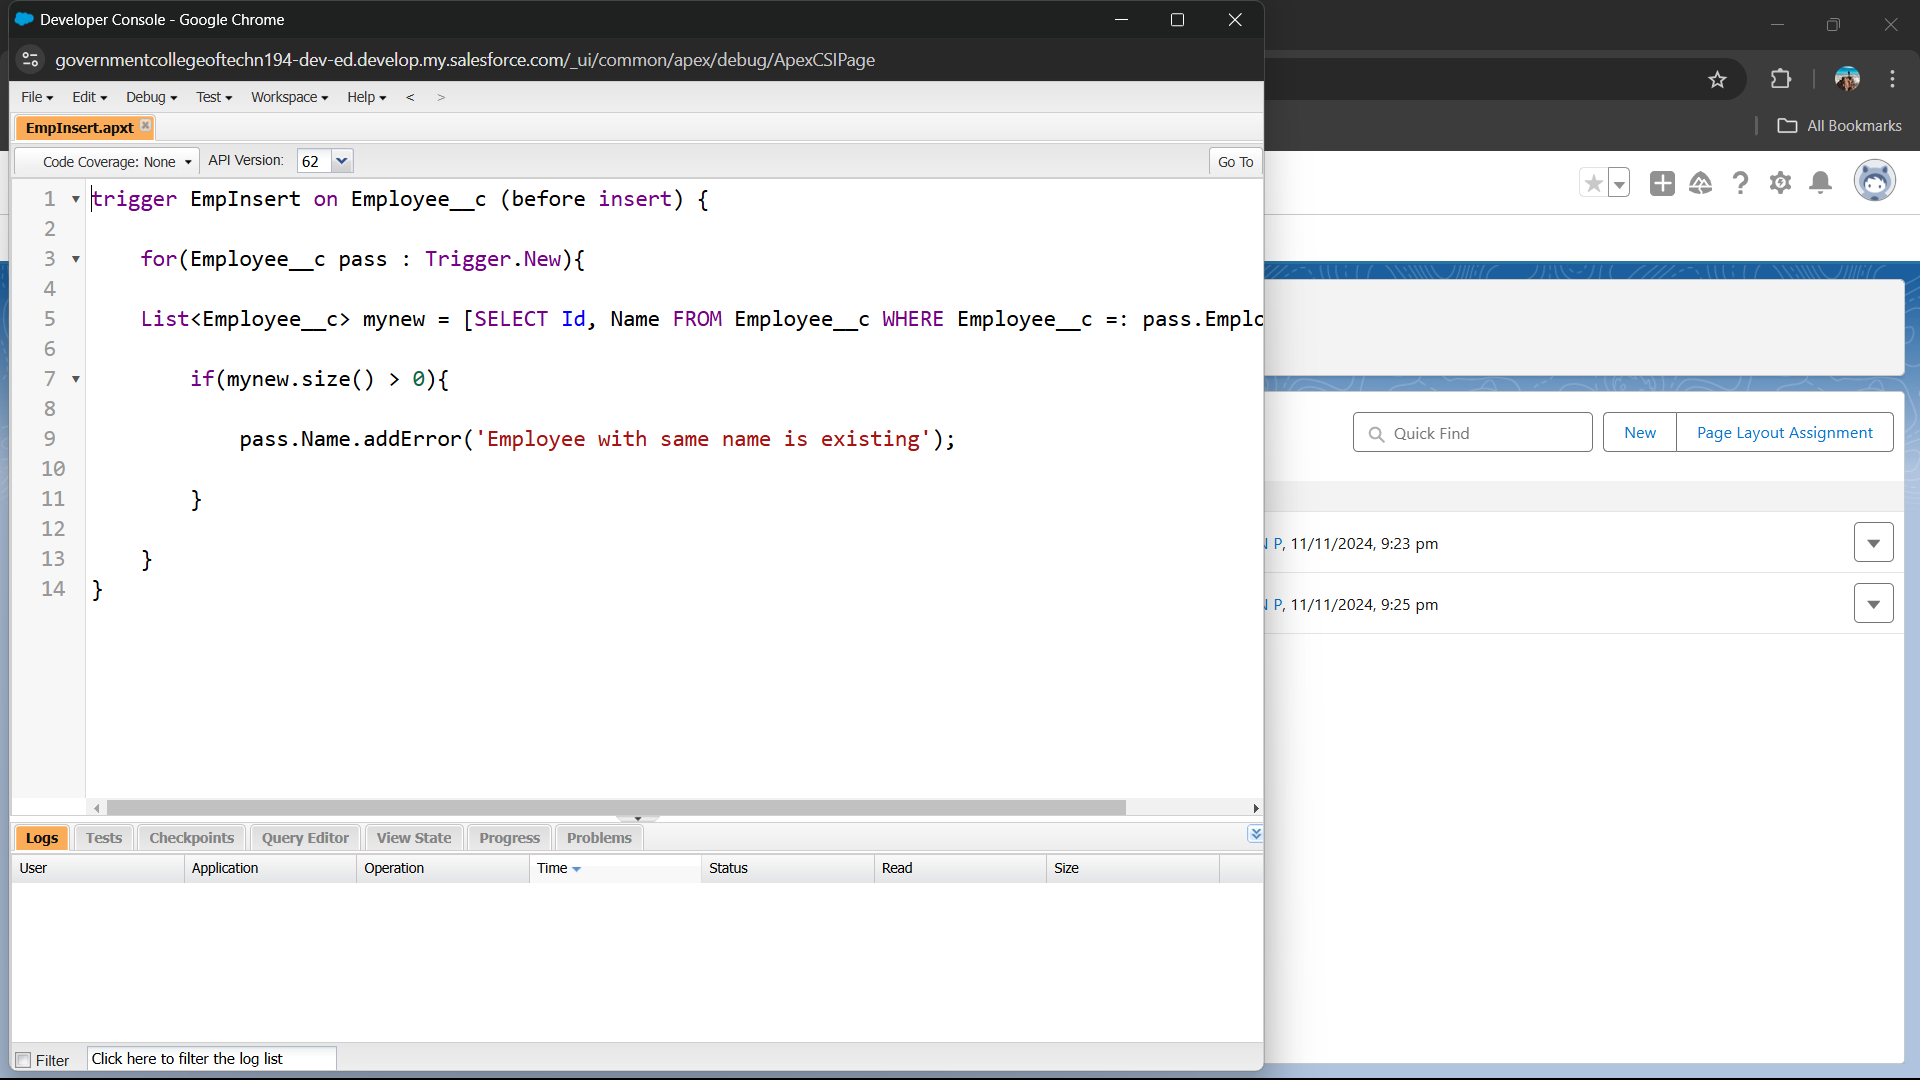 Developer Console - Google Chrome
governmentcollegeoftechn194-dev-ed.develop.my.salesforce.com/_ui/common/apex/debug/ApexCSIPage
File Edit Debug Test Workspace Help < >
All Bookmarks
EmpInsert.apxt
Code Coverage: None API Version: 62 Go To
1 trigger EmpInsert on Employee__c (before insert) {
2
3 for(Employee__c pass : Trigger.New){
4
5 List<Employee__c> mynew = [SELECT Id, Name FROM Employee__c WHERE Employee__c =: pass.Emplo
6
7 if(mynew.size() > 0){
8
9 pass.Name.addError('Employee with same name is existing');
10
11 }
12
13 }
14 }
Quick Find New Page Layout Assignment
P, 11/11/2024, 9:23 pm
P, 11/11/2024, 9:25 pm
Logs Tests Checkpoints Query Editor View State Progress Problems
User Application Operation Time Status Read Size
Filter Click here to filter the log list